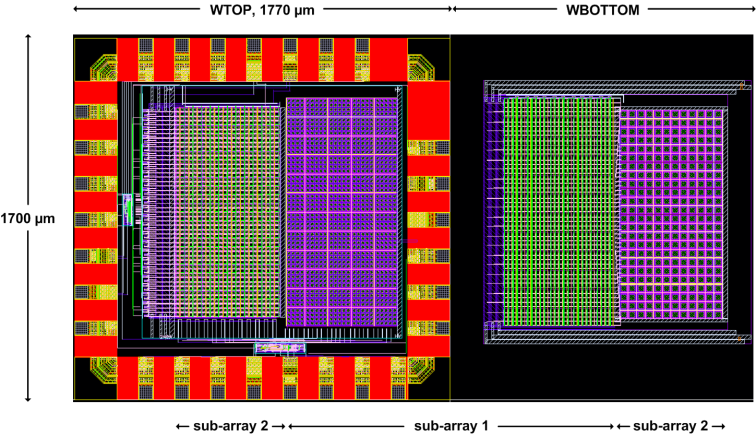 WTOP, 1770 µm
WBOTTOM
1700 µm
sub-array 2
sub-array 1
sub-array 2